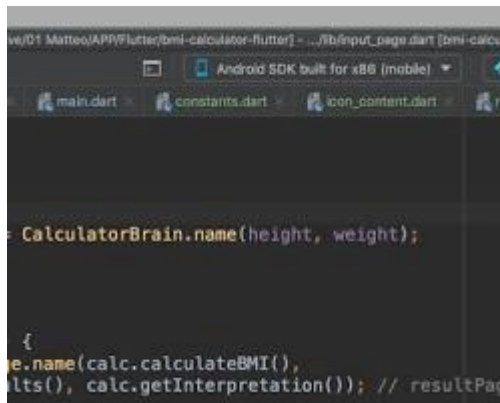 ve/01 Matteo/APP/Flutter/bmi-calculator-flutter] - .../lib/input_page.dart [bmi-calcu
Android SDK built for x86 (mobile)
main.dart constants.dart icon_content.dart
= CalculatorBrain.name(height, weight);
{
e.name(calc.calculateBMI(),
lts(), calc.getInterpretation()); // resultPag